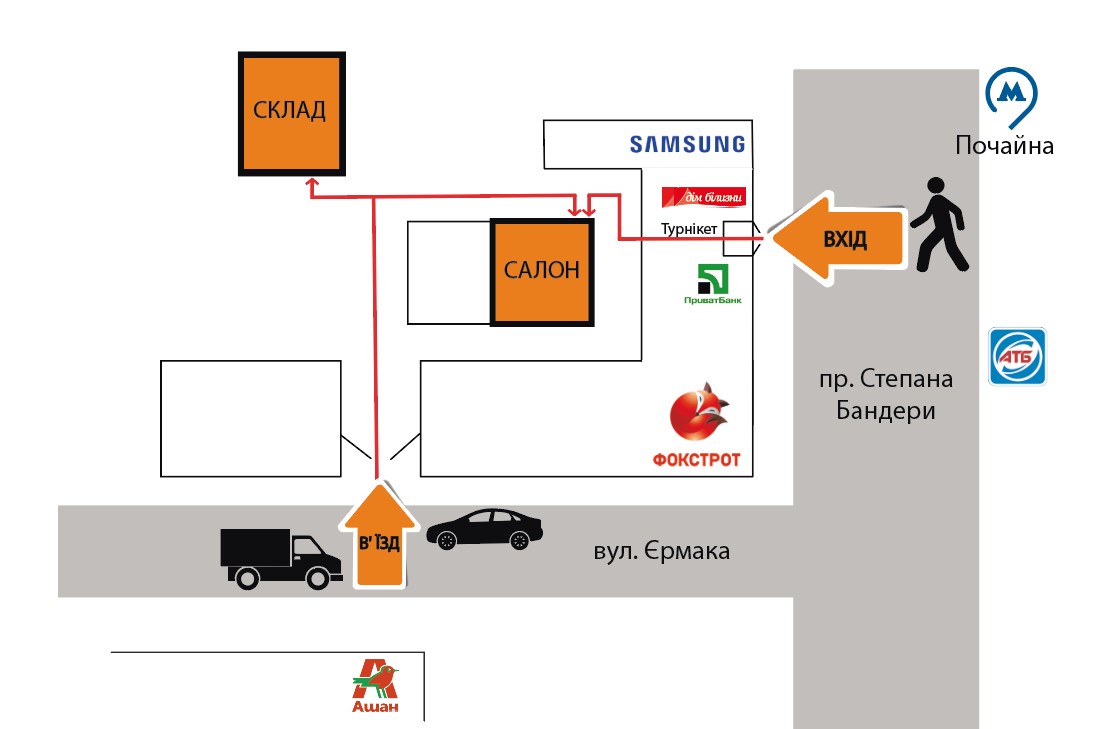 СКЛАД
М
SAMSUNG
Почайна
дім білизни
Турнікет
ВХІД
САЛОН
ПриватБанк
АТБ
пр. Степана
Бандери
ФОКСТРОТ
В' ЇЗД
вул. Єрмака
Ашан